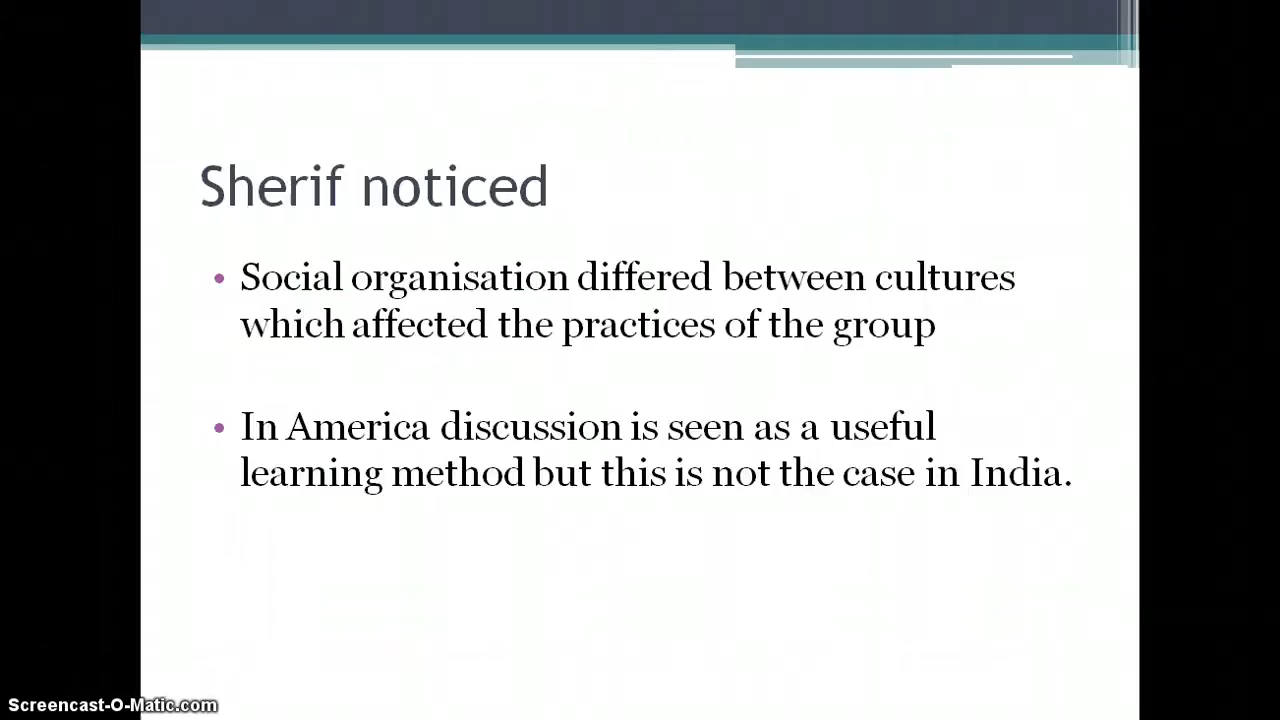 Sherif noticed
• Social organisation differed between cultures
which affected the practices of the group
• In America discussion is seen as a useful
learning method but this is not the case in India.
Screencast-O-Matic.com